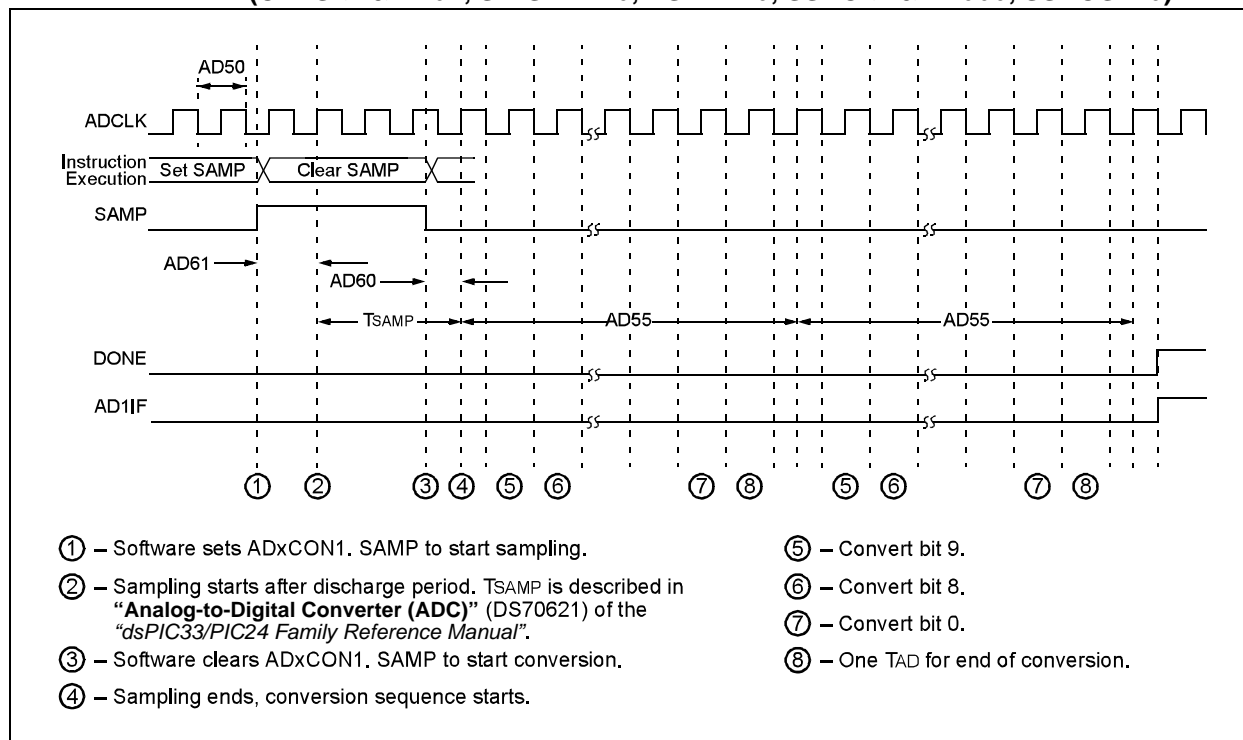 AD50
ADCLK
Instruction
Execution
Set SAMP
Clear SAMP
SAMP
AD61
AD60
TSAMP
AD55
AD55
DONE
AD1IF
① ② ③ ④ ⑤ ⑥ ⑦ ⑧ ⑤ ⑥ ⑦ ⑧
① – Software sets ADxCON1. SAMP to start sampling.
② – Sampling starts after discharge period. TSAMP is described in
“Analog-to-Digital Converter (ADC)” (DS70621) of the
“dsPIC33/PIC24 Family Reference Manual”.
③ – Software clears ADxCON1. SAMP to start conversion.
④ – Sampling ends, conversion sequence starts.
⑤ – Convert bit 9.
⑥ – Convert bit 8.
⑦ – Convert bit 0.
⑧ – One TAD for end of conversion.